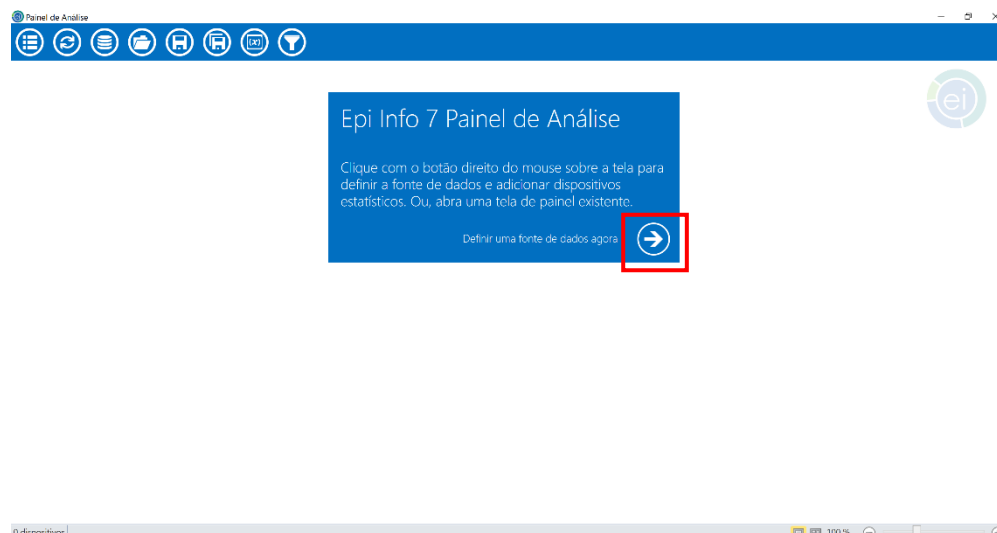 Painel de Análise
[x]
ei
Epi Info 7 Painel de Análise
Clique com o botão direito do mouse sobre a tela para
definir a fonte de dados e adicionar dispositivos
estatísticos. Ou, abra uma tela de painel existente.
Definir uma fonte de dados agora
0 dispositivos
100 %